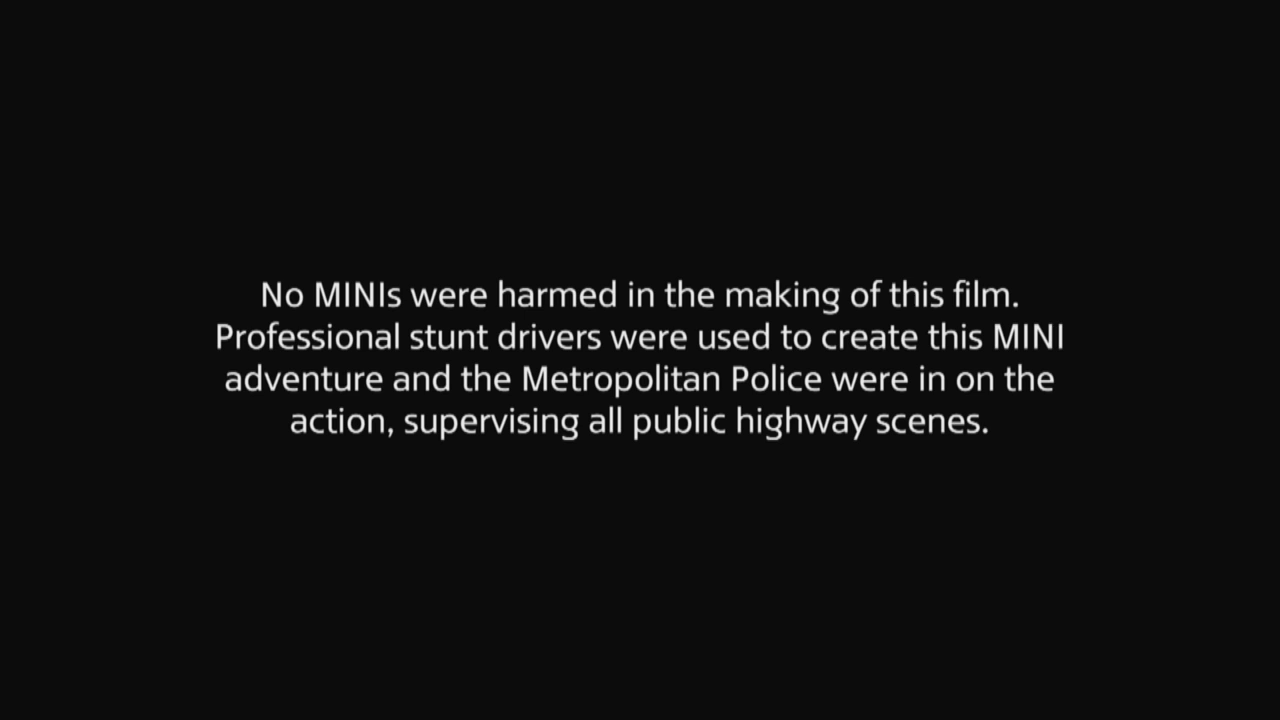 No MINIs were harmed in the making of this film.
Professional stunt drivers were used to create this MINI
adventure and the Metropolitan Police were in on the
action, supervising all public highway scenes.